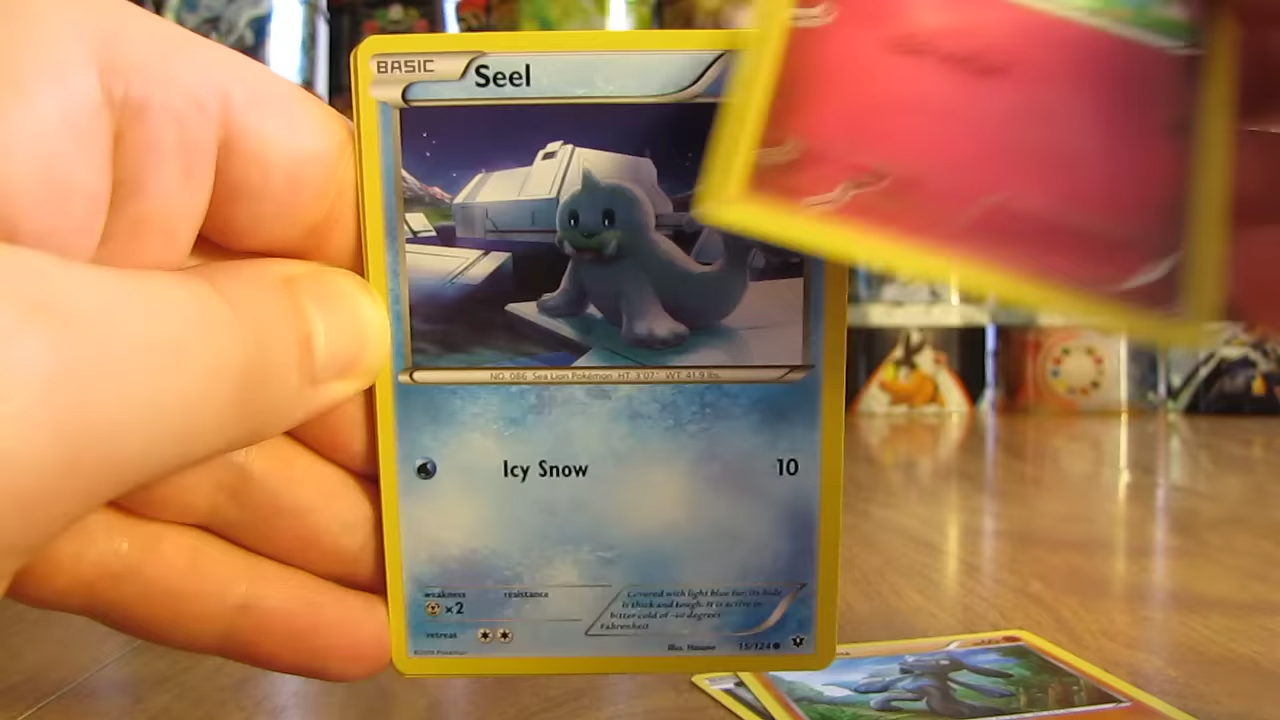 BASIC Seel
NO. 086 Sea Lion Pokémon HT: 3'07" WT: 41.9 lbs.
Icy Snow 10
weakness resistance
×2
retreat
Covered with light blue fur, its hide
is thick and tough. It is active in
bitter cold of -40 degrees
Fahrenheit
Illus. 15/124
Pokémon